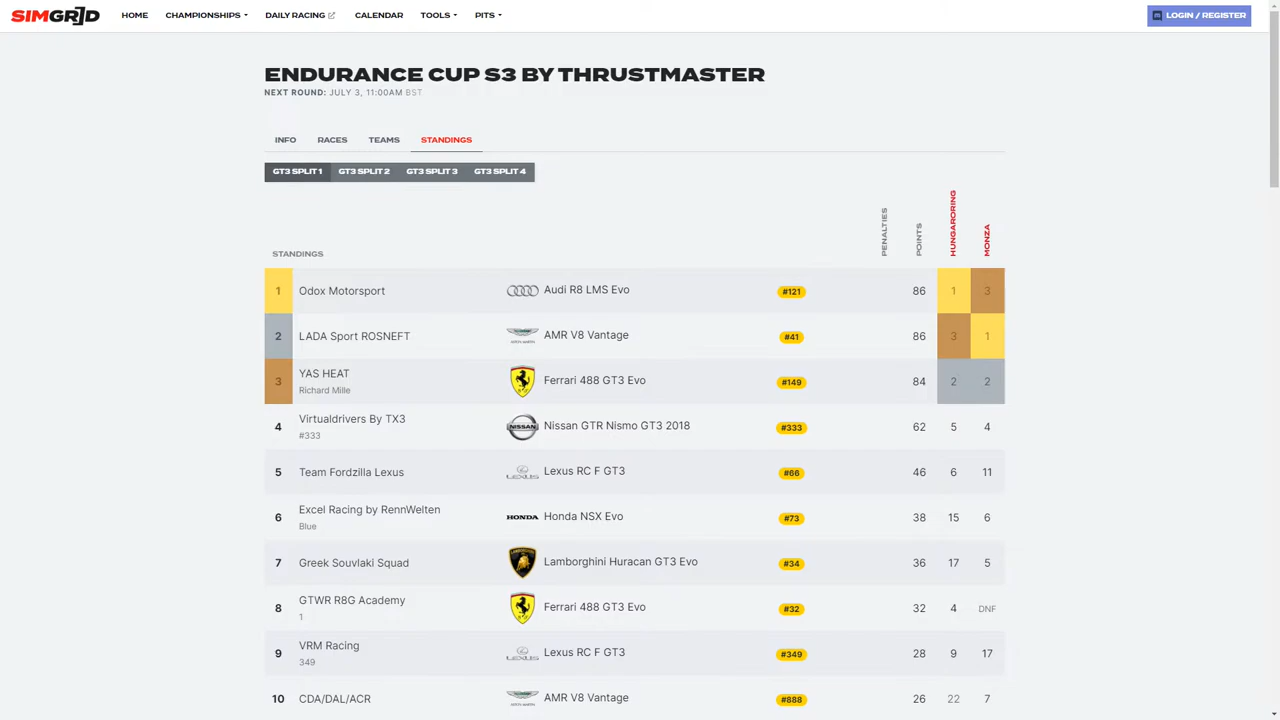 SIMGRID HOME CHAMPIONSHIPS DAILY RACING CALENDAR TOOLS PITS LOGIN / REGISTER
ENDURANCE CUP S3 BY THRUSTMASTER
NEXT ROUND: JULY 3, 11:00AM BST
INFO RACES TEAMS STANDINGS
GT3 SPLIT 1 GT3 SPLIT 2 GT3 SPLIT 3 GT3 SPLIT 4
STANDINGS PENALTIES POINTS HUNGARORING MONZA
1 Odox Motorsport Audi R8 LMS Evo #121 86 1 3
2 LADA Sport ROSNEFT AMR V8 Vantage #41 86 3 1
3 YAS HEAT Ferrari 488 GT3 Evo #149 84 2 2
Richard Mille
4 Virtualdrivers By TX3 NISSAN Nissan GTR Nismo GT3 2018 #333 62 5 4
#333
5 Team Fordzilla Lexus LEXUS Lexus RC F GT3 #66 46 6 11
6 Excel Racing by RennWelten HONDA Honda NSX Evo #73 38 15 6
Blue
7 Greek Souvlaki Squad Lamborghini Huracan GT3 Evo #34 36 17 5
8 GTWR R8G Academy Ferrari 488 GT3 Evo #32 32 4 DNF
1
9 VRM Racing LEXUS Lexus RC F GT3 #349 28 9 17
349
10 CDA/DAL/ACR AMR V8 Vantage #888 26 22 7